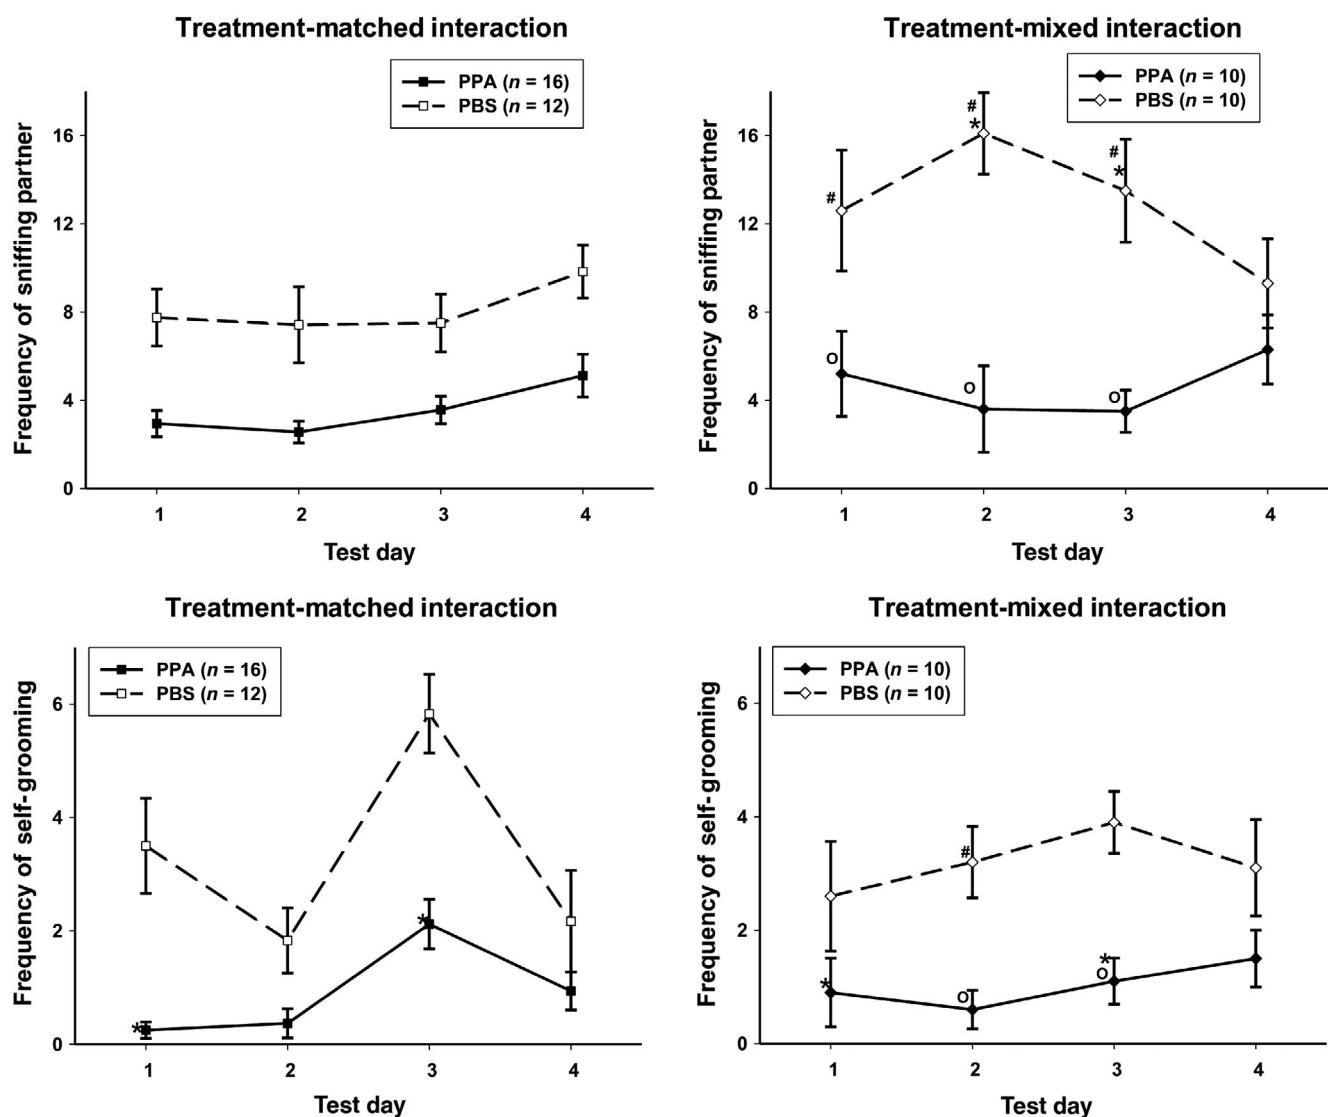 Treatment-matched interaction
PPA (n = 16)
PBS (n = 12)
Frequency of sniffing partner
16
12
8
4
0
1 2 3 4
Test day
Treatment-mixed interaction
PPA (n = 10)
PBS (n = 10)
Frequency of sniffing partner
16
12
8
4
0
# # * # *
O O O
1 2 3 4
Test day
Treatment-matched interaction
PPA (n = 16)
PBS (n = 12)
Frequency of self-grooming
6
4
2
0
* *
1 2 3 4
Test day
Treatment-mixed interaction
PPA (n = 10)
PBS (n = 10)
Frequency of self-grooming
6
4
2
0
#
* O * O
1 2 3 4
Test day